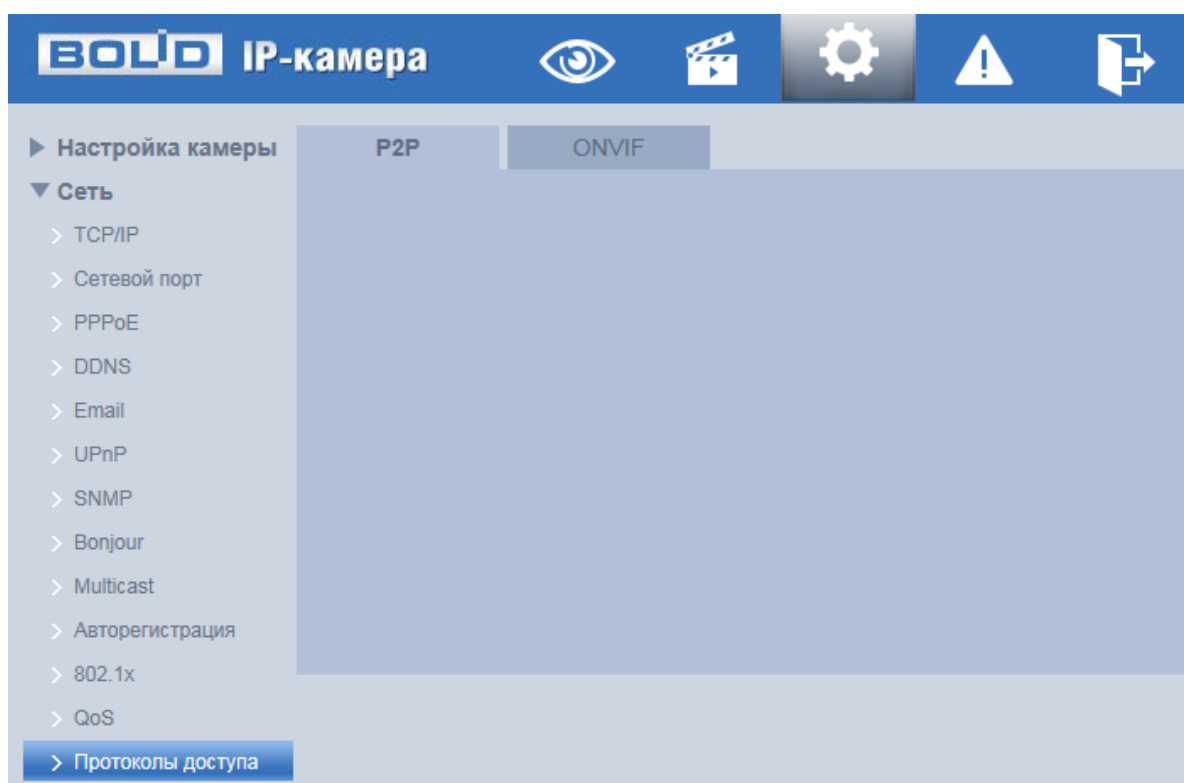 BOLID IP-камера
Настройка камеры
P2P
ONVIF
Сеть
TCP/IP
Сетевой порт
PPPoE
DDNS
Email
UPnP
SNMP
Bonjour
Multicast
Авторегистрация
802.1x
QoS
Протоколы доступа